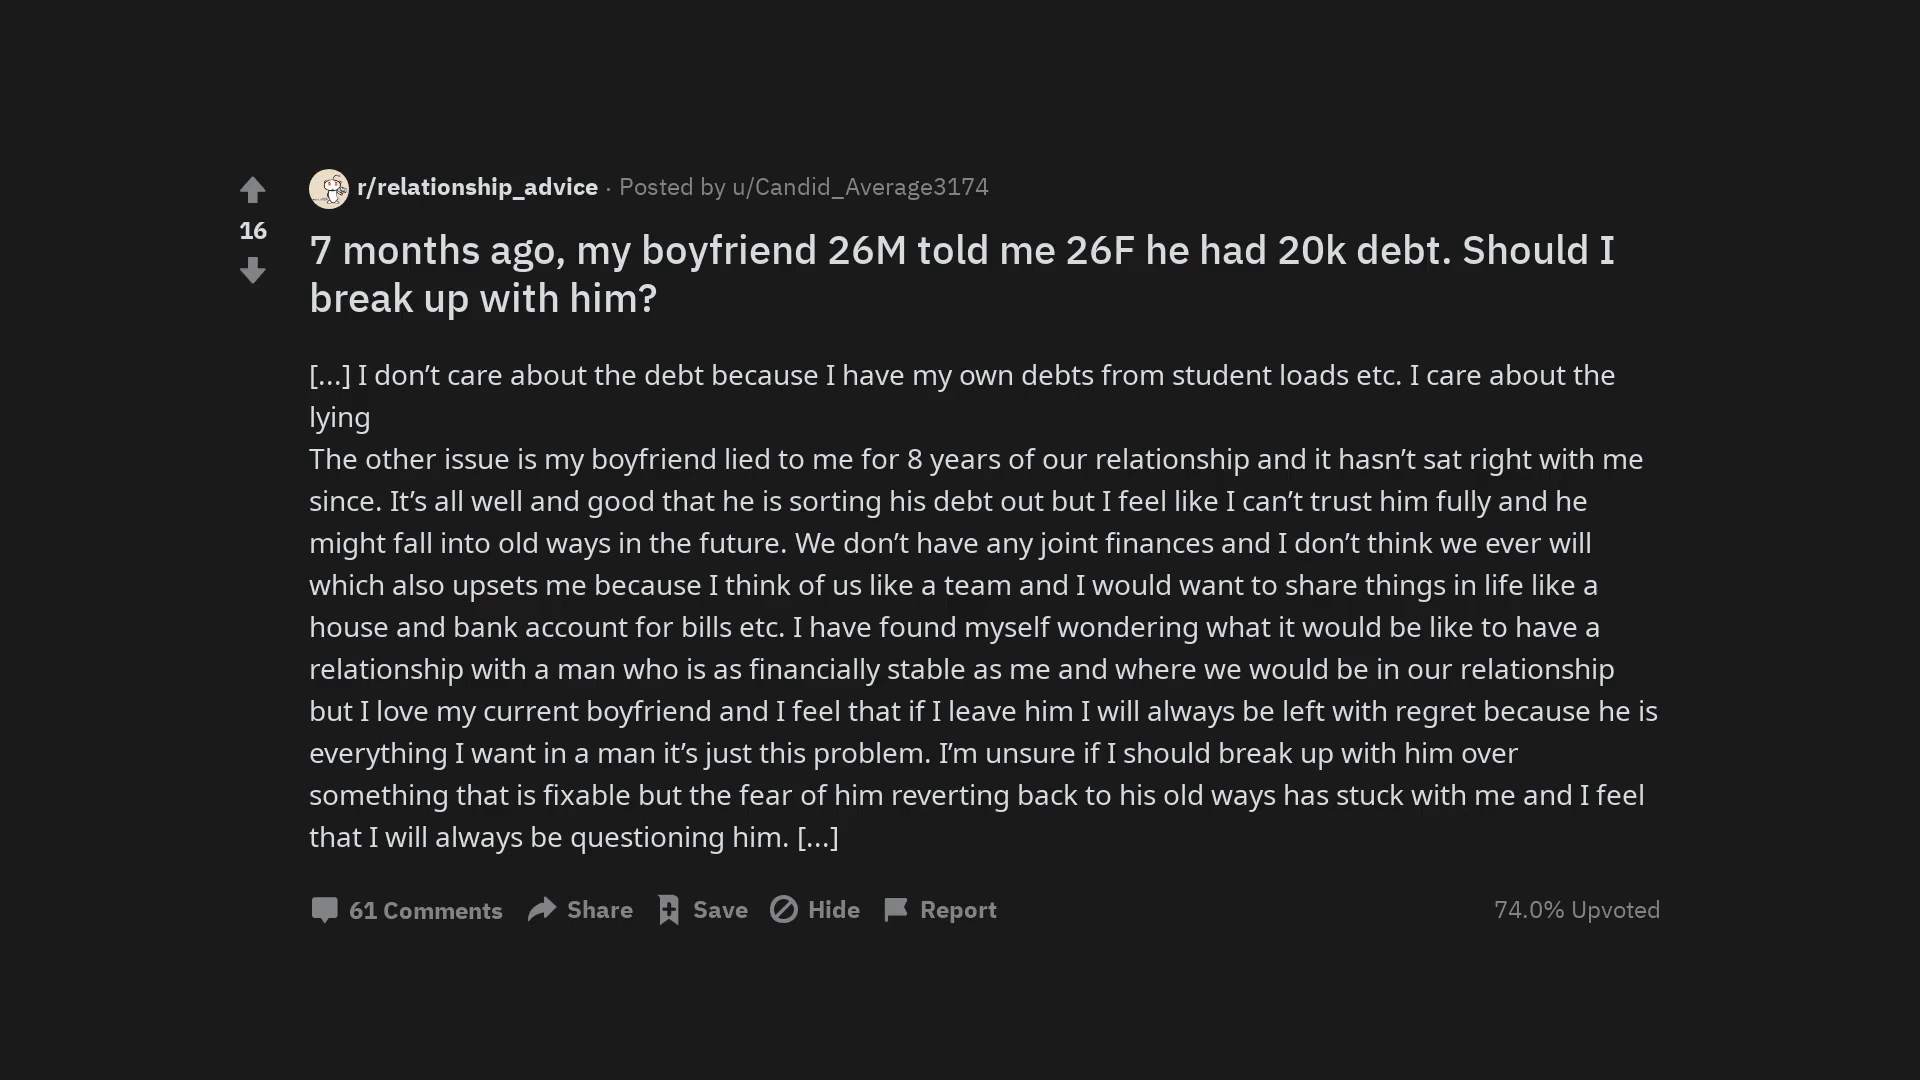 r/relationship_advice · Posted by u/Candid_Average3174
16
7 months ago, my boyfriend 26M told me 26F he had 20k debt. Should I
break up with him?
[...] I don’t care about the debt because I have my own debts from student loads etc. I care about the
lying
The other issue is my boyfriend lied to me for 8 years of our relationship and it hasn’t sat right with me
since. It’s all well and good that he is sorting his debt out but I feel like I can’t trust him fully and he
might fall into old ways in the future. We don’t have any joint finances and I don’t think we ever will
which also upsets me because I think of us like a team and I would want to share things in life like a
house and bank account for bills etc. I have found myself wondering what it would be like to have a
relationship with a man who is as financially stable as me and where we would be in our relationship
but I love my current boyfriend and I feel that if I leave him I will always be left with regret because he is
everything I want in a man it’s just this problem. I’m unsure if I should break up with him over
something that is fixable but the fear of him reverting back to his old ways has stuck with me and I feel
that I will always be questioning him. [...]
61 Comments Share Save Hide Report 74.0% Upvoted